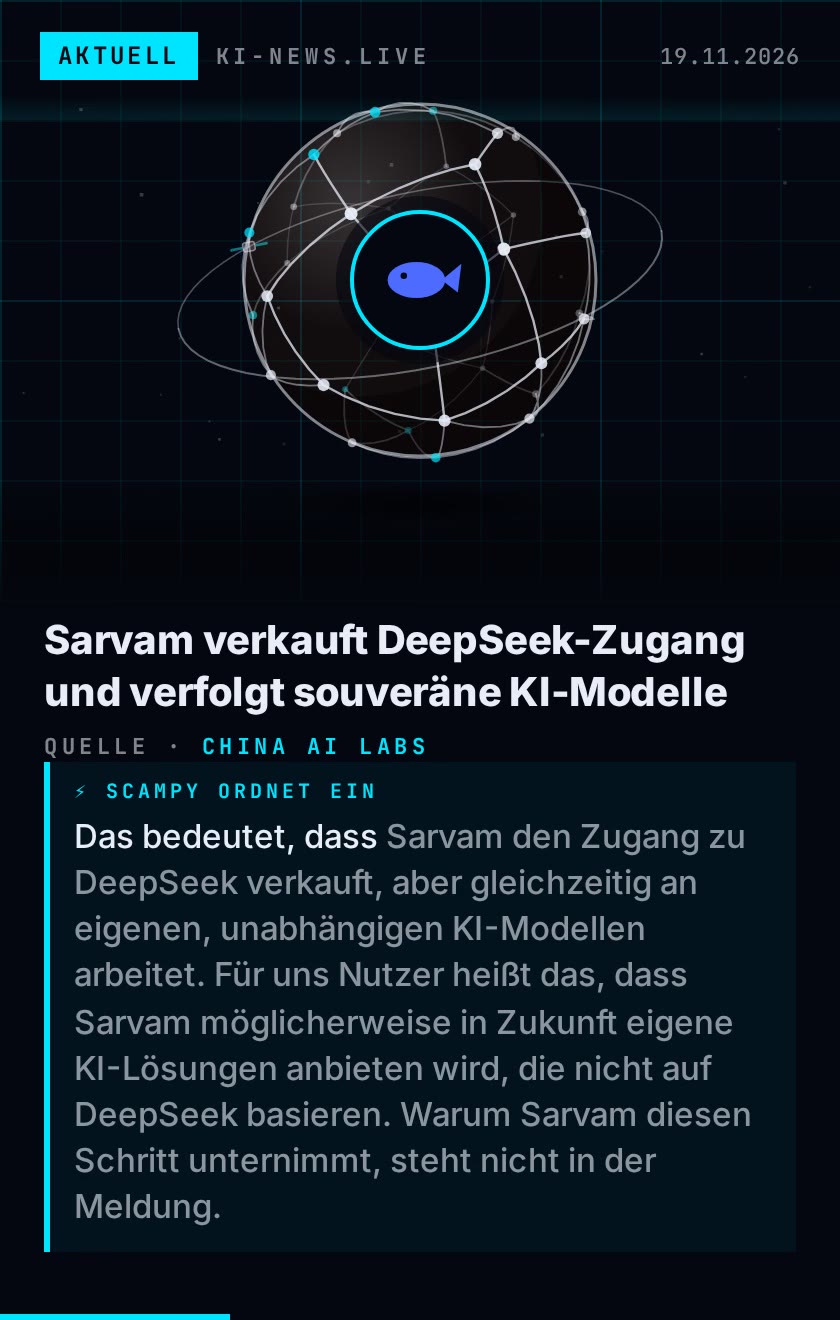 AKTUELL KI-NEWS.LIVE 19.11.2026
Sarvam verkauft DeepSeek-Zugang
und verfolgt souveräne KI-Modelle
QUELLE · CHINA AI LABS
⚡ SCAMPY ORDNET EIN
Das bedeutet, dass Sarvam den Zugang zu
DeepSeek verkauft, aber gleichzeitig an
eigenen, unabhängigen KI-Modellen
arbeitet. Für uns Nutzer heißt das, dass
Sarvam möglicherweise in Zukunft eigene
KI-Lösungen anbieten wird, die nicht auf
DeepSeek basieren. Warum Sarvam diesen
Schritt unternimmt, steht nicht in der
Meldung.